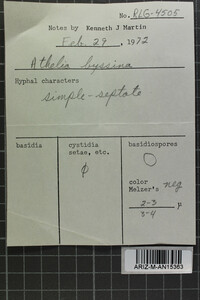 No. RLG-4505
Notes by Kenneth J Martin
Feb. 29, 1972
Athelia byssina
Hyphal characters
simple-septate
basidia
cystidia
setae, etc.
φ
basidiospores
color
Melzer's neg
2-3 μ
3-4
ARIZ-M-AN15363